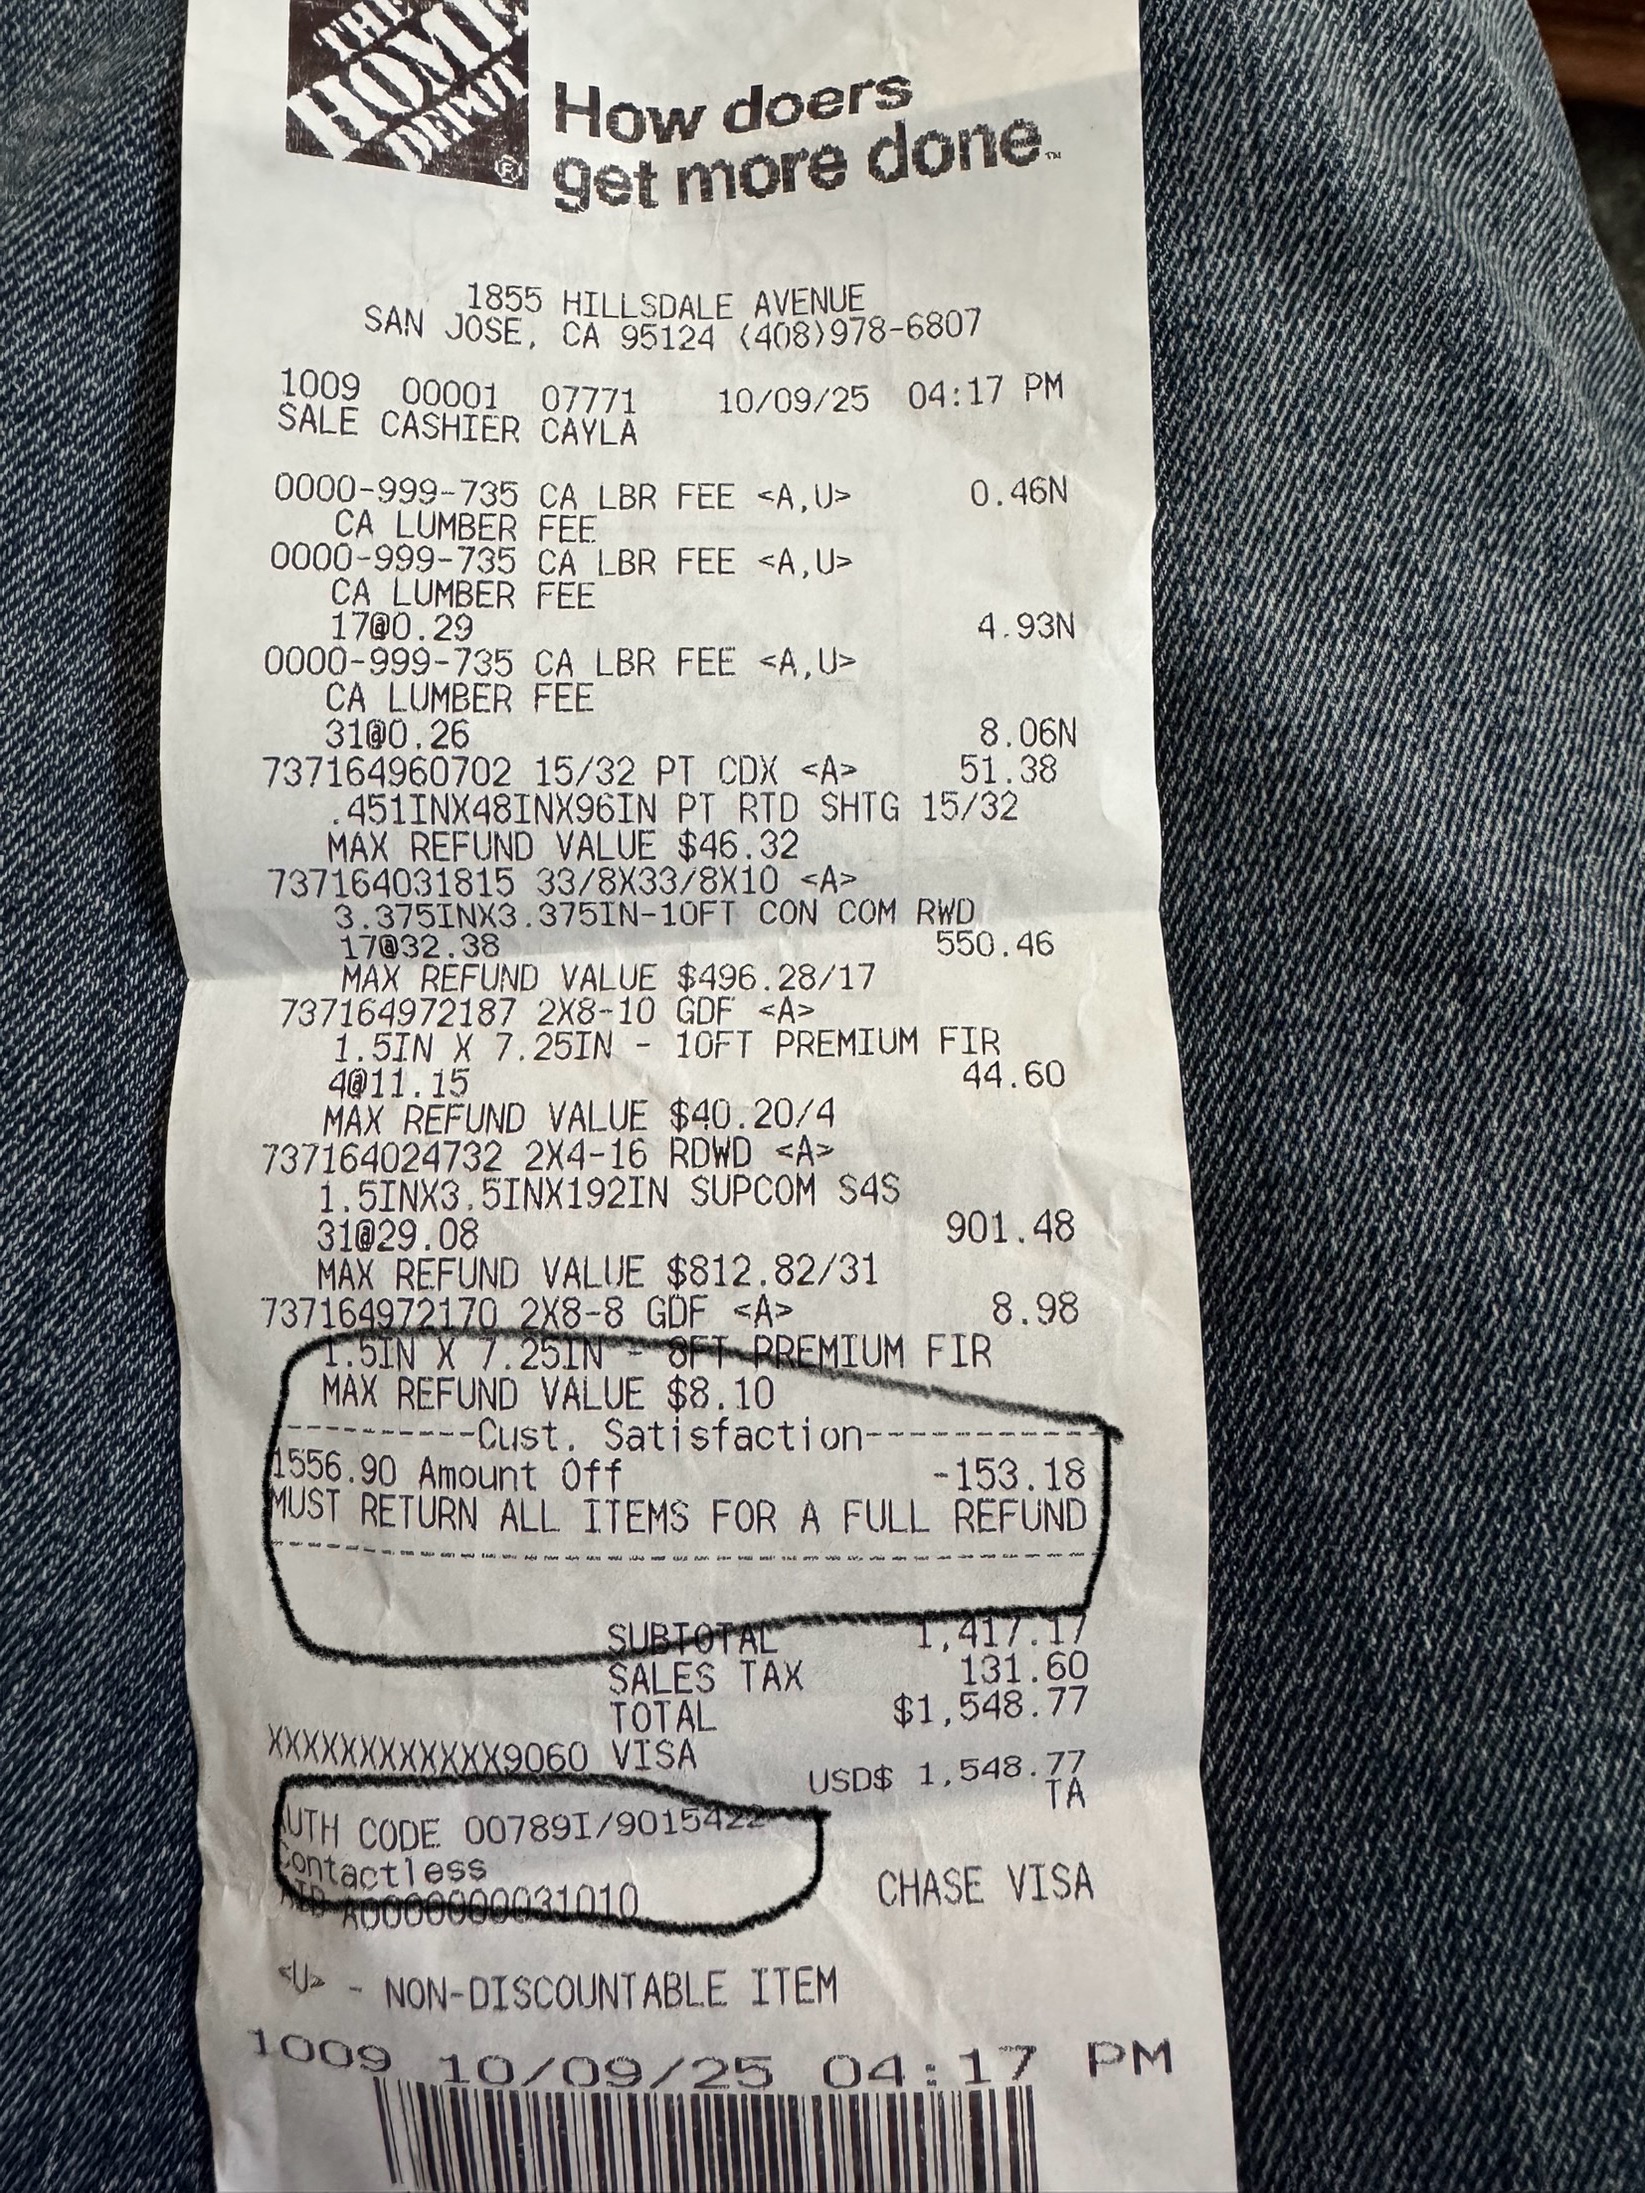 THE
HOME
DEPOT
®
How doers
get more done.™
1855 HILLSDALE AVENUE
SAN JOSE, CA 95124 (408)978-6807
1009 00001 07771 10/09/25 04:17 PM
SALE CASHIER CAYLA
0000-999-735 CA LBR FEE <A,U> 0.46N
CA LUMBER FEE
0000-999-735 CA LBR FEE <A,U>
CA LUMBER FEE
17@0.29 4.93N
0000-999-735 CA LBR FEE <A,U>
CA LUMBER FEE
31@0.26 8.06N
737164960702 15/32 PT CDX <A> 51.38
.451INX48INX96IN PT RTD SHTG 15/32
MAX REFUND VALUE $46.32
737164031815 33/8X33/8X10 <A>
3.375INX3.375IN-10FT CON COM RWD
17@32.38 550.46
MAX REFUND VALUE $496.28/17
737164972187 2X8-10 GDF <A>
1.5IN X 7.25IN - 10FT PREMIUM FIR
4@11.15 44.60
MAX REFUND VALUE $40.20/4
737164024732 2X4-16 RDWD <A>
1.5INX3.5INX192IN SUPCOM S4S
31@29.08 901.48
MAX REFUND VALUE $812.82/31
737164972170 2X8-8 GDF <A> 8.98
1.5IN X 7.25IN - 8FT PREMIUM FIR
MAX REFUND VALUE $8.10
----------Cust. Satisfaction-----------
1556.90 Amount Off -153.18
MUST RETURN ALL ITEMS FOR A FULL REFUND
SUBTOTAL 1,417.17
SALES TAX 131.60
TOTAL $1,548.77
XXXXXXXXXXXX9060 VISA
USD$ 1,548.77
TA
AUTH CODE 00789I/9015422
Contactless
AID A0000000031010 CHASE VISA
<U> - NON-DISCOUNTABLE ITEM
1009 10/09/25 04:17 PM